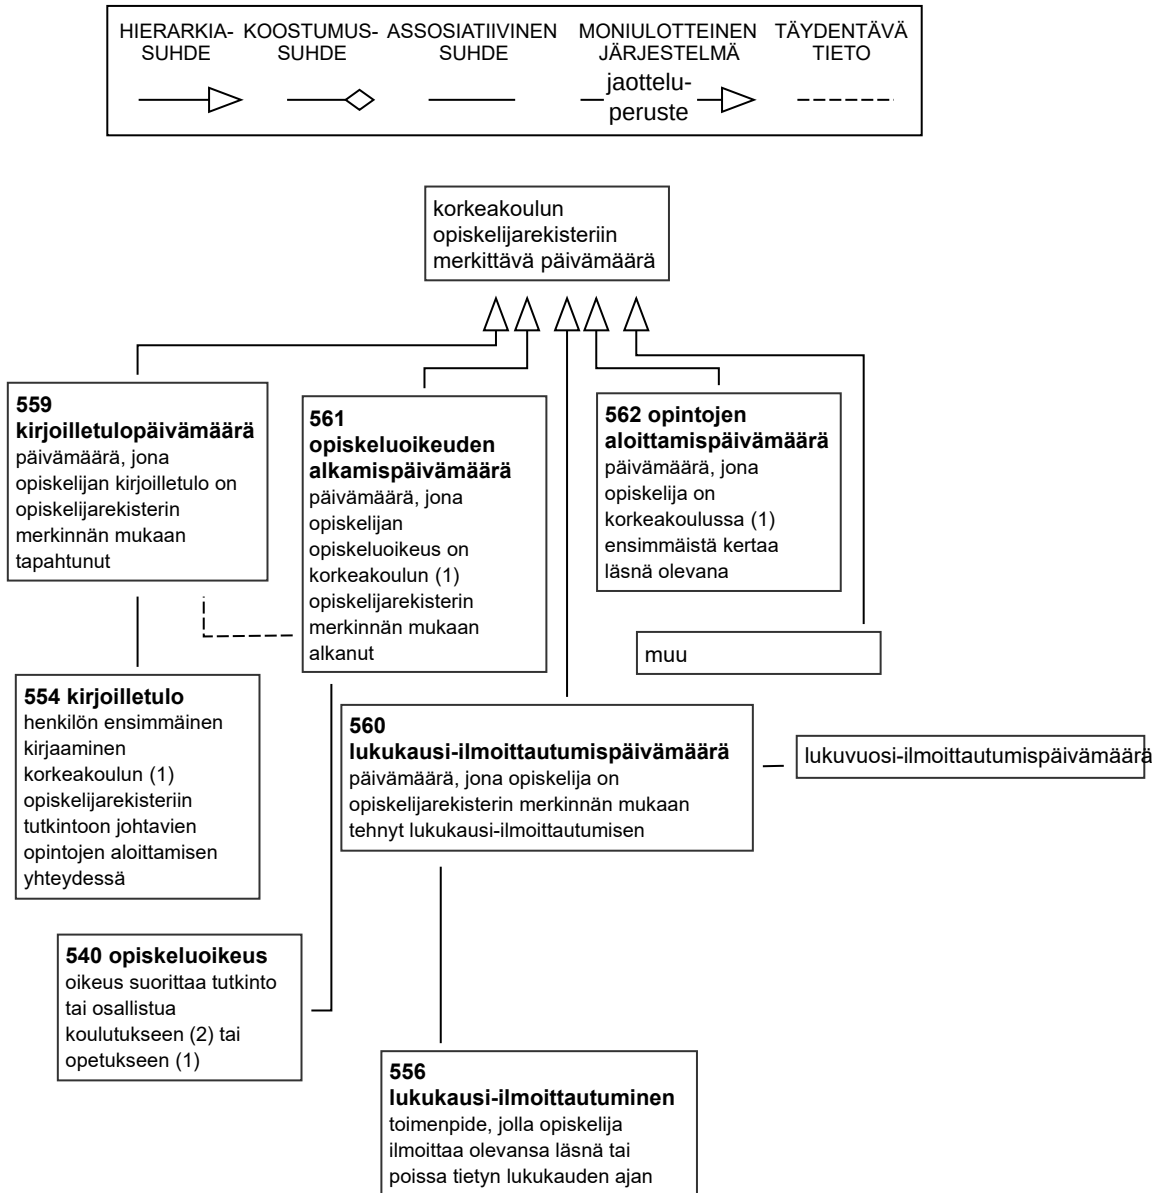 HIERARKIA-
SUHDE
KOOSTUMUS-
SUHDE
ASSOSIATIIVINEN
SUHDE
MONIULOTTEINEN
JÄRJESTELMÄ
jaottelu-
peruste
TÄYDENTÄVÄ
TIETO
korkeakoulun
opiskelijarekisteriin
merkittävä päivämäärä
559
kirjoilletulopäivämäärä
päivämäärä, jona
opiskelijan kirjoilletulo on
opiskelijarekisterin
merkinnän mukaan
tapahtunut
561
opiskeluoikeuden
alkamispäivämäärä
päivämäärä, jona
opiskelijan
opiskeluoikeus on
korkeakoulun (1)
opiskelijarekisterin
merkinnän mukaan
alkanut
562 opintojen
aloittamispäivämäärä
päivämäärä, jona
opiskelija on
korkeakoulussa (1)
ensimmäistä kertaa
läsnä olevana
muu
554 kirjoilletulo
henkilön ensimmäinen
kirjaaminen
korkeakoulun (1)
opiskelijarekisteriin
tutkintoon johtavien
opintojen aloittamisen
yhteydessä
560
lukukausi-ilmoittautumispäivämäärä
päivämäärä, jona opiskelija on
opiskelijarekisterin merkinnän mukaan
tehnyt lukukausi-ilmoittautumisen
lukuvuosi-ilmoittautumispäivämäärä
540 opiskeluoikeus
oikeus suorittaa tutkinto
tai osallistua
koulutukseen (2) tai
opetukseen (1)
556
lukukausi-ilmoittautuminen
toimenpide, jolla opiskelija
ilmoittaa olevansa läsnä tai
poissa tietyn lukukauden ajan